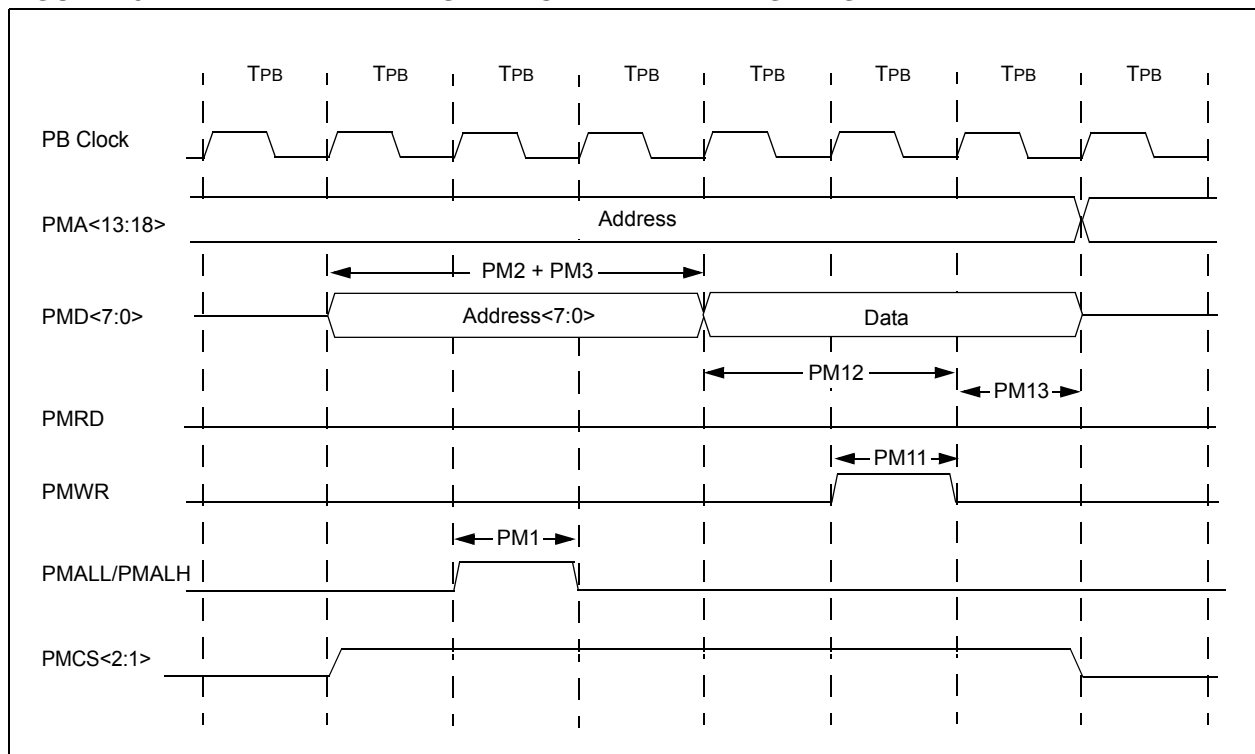 TPB TPB TPB TPB TPB TPB TPB TPB
PB Clock
PMA<13:18>
Address
PM2 + PM3
PMD<7:0>
Address<7:0>
Data
PM12
PM13
PMRD
PM11
PMWR
PM1
PMALL/PMALH
PMCS<2:1>